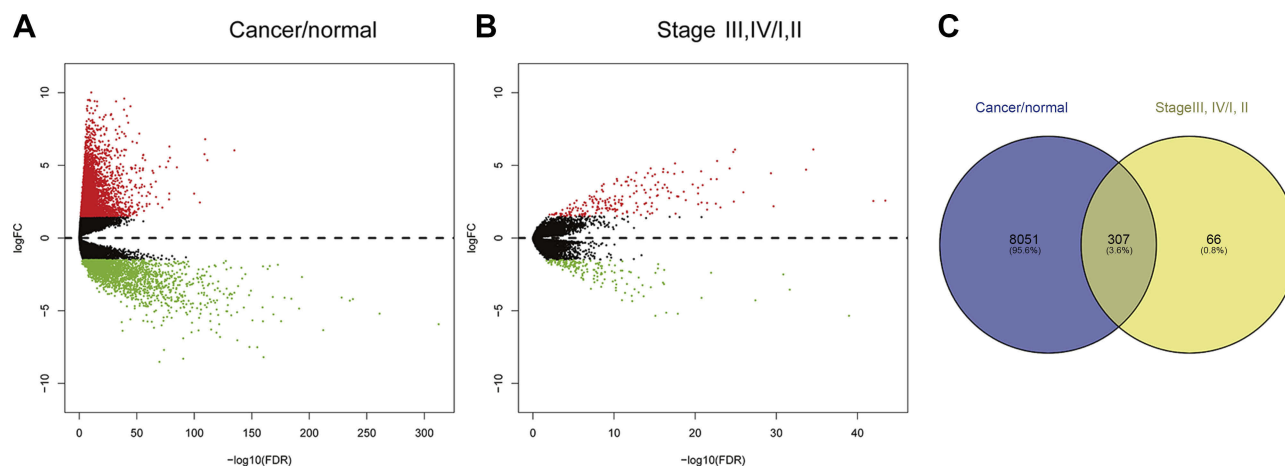 A
Cancer/normal
10
5
0
−5
−10
logFC
0
50
100
150
200
250
300
−log10(FDR)
B
Stage III,IV/I,II
10
5
0
−5
−10
logFC
0
10
20
30
40
−log10(FDR)
C
Cancer/normal
StageIII, IV/I, II
8051
(95.6%)
307
(3.6%)
66
(0.8%)